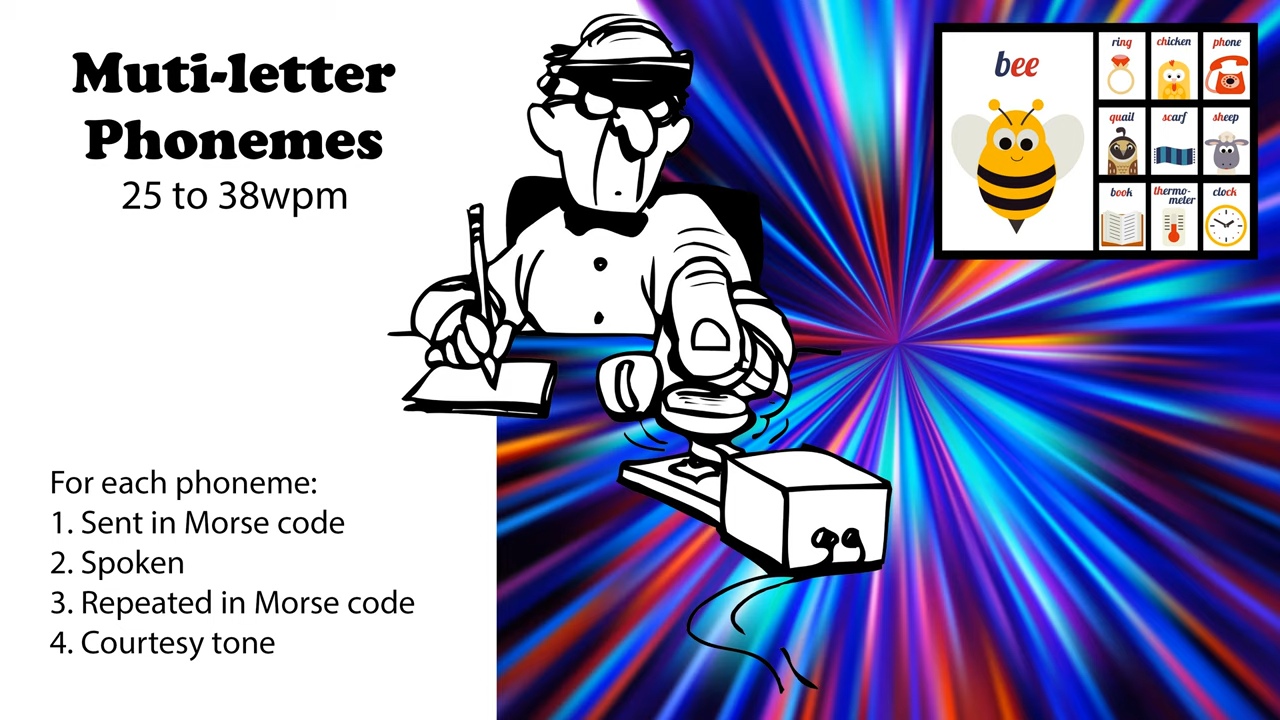 Muti-letter
Phonemes
25 to 38wpm
bee
ring
chicken
phone
quail
scarf
sheep
book
thermo-
meter
clock
For each phoneme:
1. Sent in Morse code
2. Spoken
3. Repeated in Morse code
4. Courtesy tone